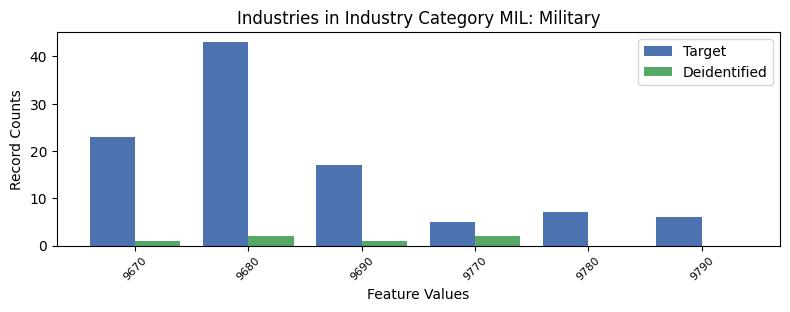 Industries in Industry Category MIL: Military
Target
Deidentified
Record Counts
40
30
20
10
0
9670
9680
9690
9770
9780
9790
Feature Values